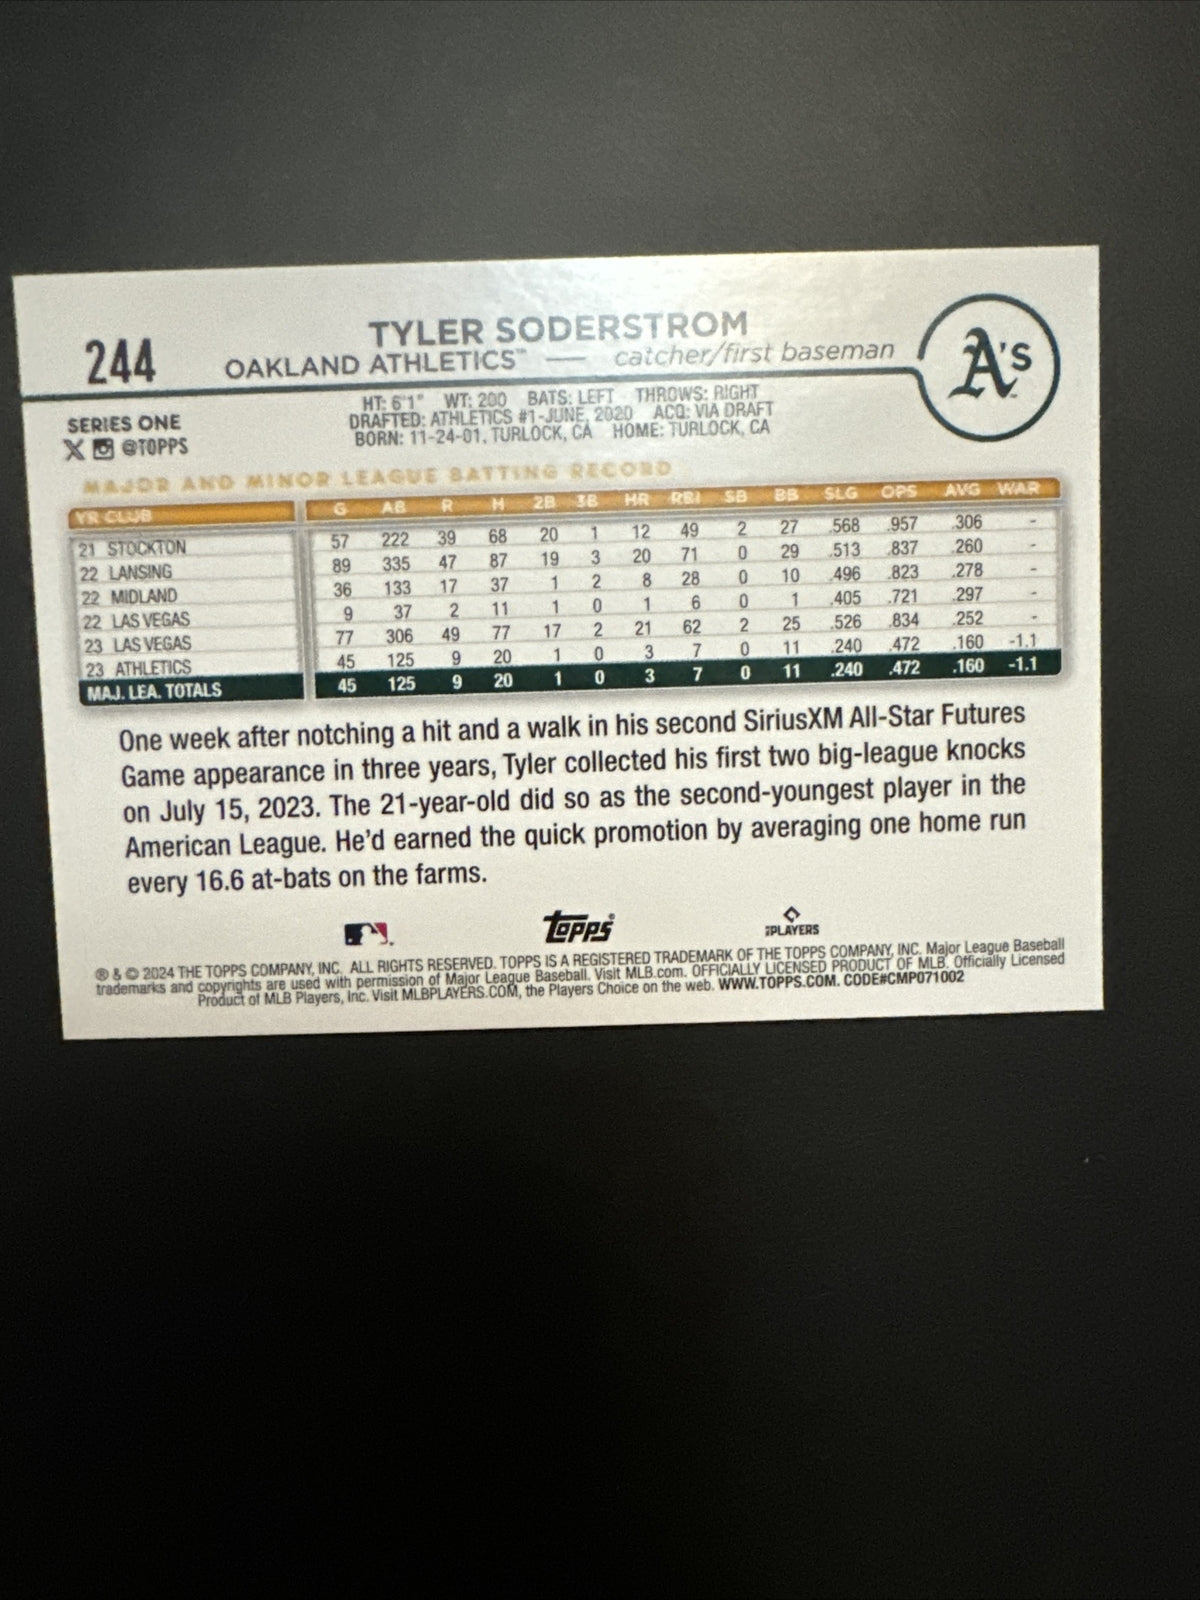 244
TYLER SODERSTROM
OAKLAND ATHLETICS™ — catcher/first baseman
A's
SERIES ONE
X @TOPPS
HT: 6'1" WT: 200 BATS: LEFT THROWS: RIGHT
DRAFTED: ATHLETICS #1-JUNE, 2020 ACQ: VIA DRAFT
BORN: 11-24-01, TURLOCK, CA HOME: TURLOCK, CA
MAJOR AND MINOR LEAGUE BATTING RECORD
YR CLUB G AB R H 2B 3B HR RBI SB BB SLG OPS AVG WAR
21 STOCKTON 57 222 39 68 20 1 12 49 2 27 .568 .957 .306 -
22 LANSING 89 335 47 87 19 3 20 71 0 29 .513 .837 .260 -
22 MIDLAND 36 133 17 37 1 2 8 28 0 10 .496 .823 .278 -
22 LAS VEGAS 9 37 2 11 1 0 1 6 0 1 .405 .721 .297 -
23 LAS VEGAS 77 306 49 77 17 2 21 62 2 25 .526 .834 .252 -
23 ATHLETICS 45 125 9 20 1 0 3 7 0 11 .240 .472 .160 -1.1
MAJ. LEA. TOTALS 45 125 9 20 1 0 3 7 0 11 .240 .472 .160 -1.1
One week after notching a hit and a walk in his second SiriusXM All-Star Futures
Game appearance in three years, Tyler collected his first two big-league knocks
on July 15, 2023. The 21-year-old did so as the second-youngest player in the
American League. He'd earned the quick promotion by averaging one home run
every 16.6 at-bats on the farms.
Topps®
MLBPLAYERS
® & © 2024 THE TOPPS COMPANY, INC. ALL RIGHTS RESERVED. TOPPS IS A REGISTERED TRADEMARK OF THE TOPPS COMPANY, INC. Major League Baseball
trademarks and copyrights are used with permission of Major League Baseball. Visit MLB.com. OFFICIALLY LICENSED PRODUCT OF MLB. Officially Licensed
Product of MLB Players, Inc. Visit MLBPLAYERS.COM, the Players Choice on the web. WWW.TOPPS.COM. CODE#CMP071002